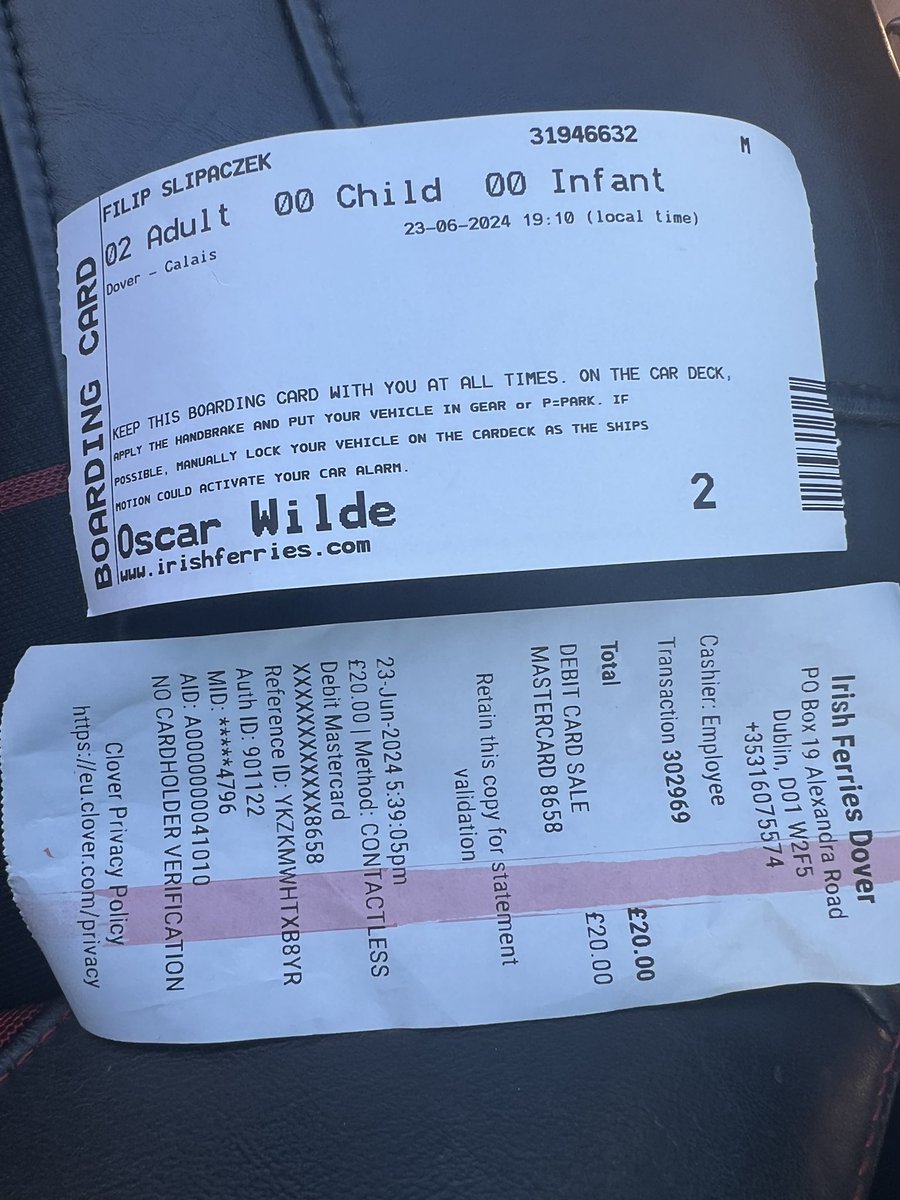 FILIP SLIPACZEK
31946632
M
02 Adult 00 Child 00 Infant
Dover - Calais
23-06-2024 19:10 (local time)
BOARDING CARD
KEEP THIS BOARDING CARD WITH YOU AT ALL TIMES. ON THE CAR DECK,
APPLY THE HANDBRAKE AND PUT YOUR VEHICLE IN GEAR or P=PARK. IF
POSSIBLE, MANUALLY LOCK YOUR VEHICLE ON THE CARDECK AS THE SHIPS
MOTION COULD ACTIVATE YOUR CAR ALARM.
Oscar Wilde
2
www.irishferries.com
Irish Ferries Dover
PO Box 19 Alexandra Road
Dublin, D01 W2F5
+35316075574
Cashier: Employee
Transaction 302969
Total £20.00
DEBIT CARD SALE £20.00
MASTERCARD 8658
Retain this copy for statement
validation
23-Jun-2024 5:39:05pm
£20.00 | Method: CONTACTLESS
Debit Mastercard
XXXXXXXXXXXX8658
Reference ID: YKZKMWHTXB8YR
Auth ID: 901122
MID: *****4796
AID: A0000000041010
NO CARDHOLDER VERIFICATION
Clover Privacy Policy
https://eu.clover.com/privacy